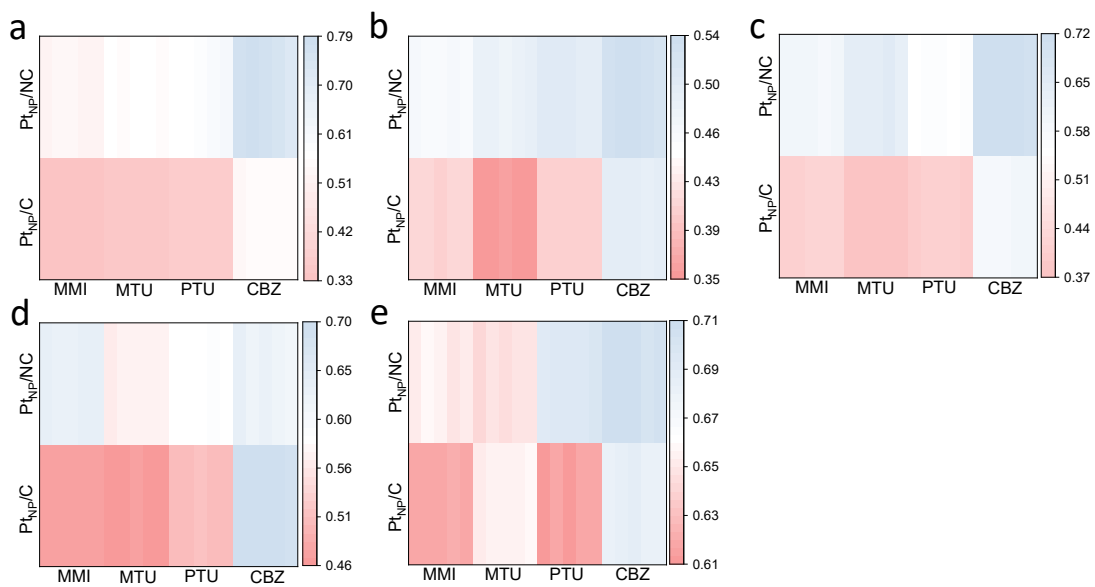 a
Pt_NP/NC
Pt_NP/C
MMI MTU PTU CBZ
0.79
0.70
0.61
0.51
0.42
0.33
b
Pt_NP/NC
Pt_NP/C
MMI MTU PTU CBZ
0.54
0.50
0.46
0.43
0.39
0.35
c
Pt_NP/NC
Pt_NP/C
MMI MTU PTU CBZ
0.72
0.65
0.58
0.51
0.44
0.37
d
Pt_NP/NC
Pt_NP/C
MMI MTU PTU CBZ
0.70
0.65
0.60
0.56
0.51
0.46
e
Pt_NP/NC
Pt_NP/C
MMI MTU PTU CBZ
0.71
0.69
0.67
0.65
0.63
0.61